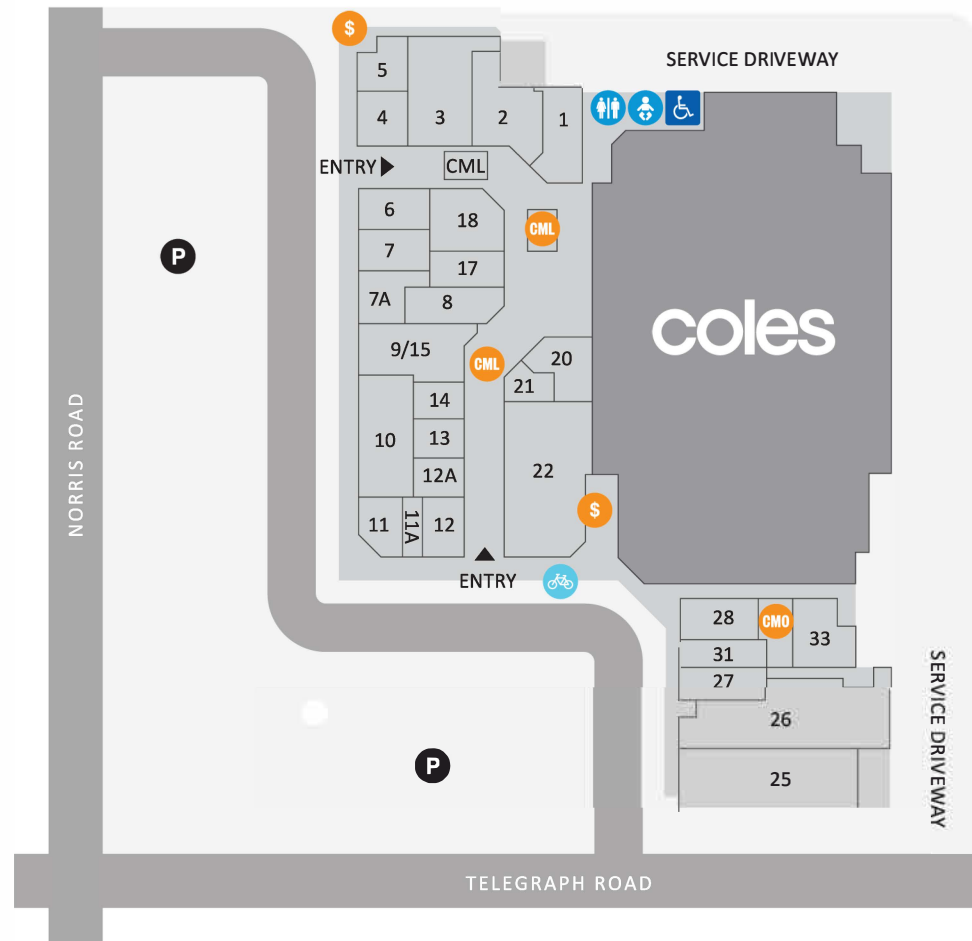 $
SERVICE DRIVEWAY
5
4
3
2
1
ENTRY
CML
6
18
CML
7
P
17
7A
8
coles
9/15
CML
20
21
14
10
13
12A
22
NORRIS ROAD
11
11A
12
$
ENTRY
28
CMO
33
31
27
26
25
SERVICE DRIVEWAY
P
TELEGRAPH ROAD